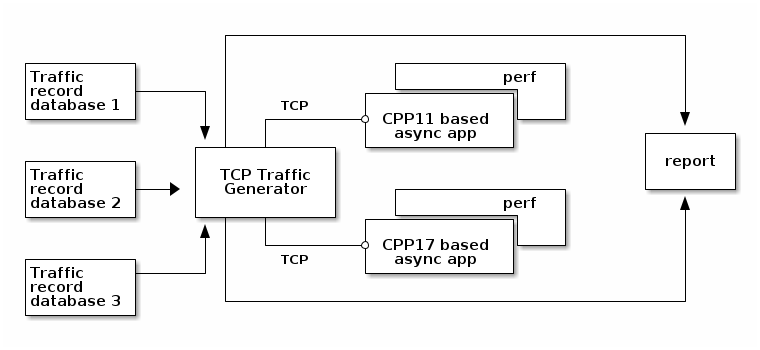 Traffic
record
database 1
Traffic
record
database 2
Traffic
record
database 3
TCP Traffic
Generator
TCP
TCP
perf
CPP11 based
async app
perf
CPP17 based
async app
report